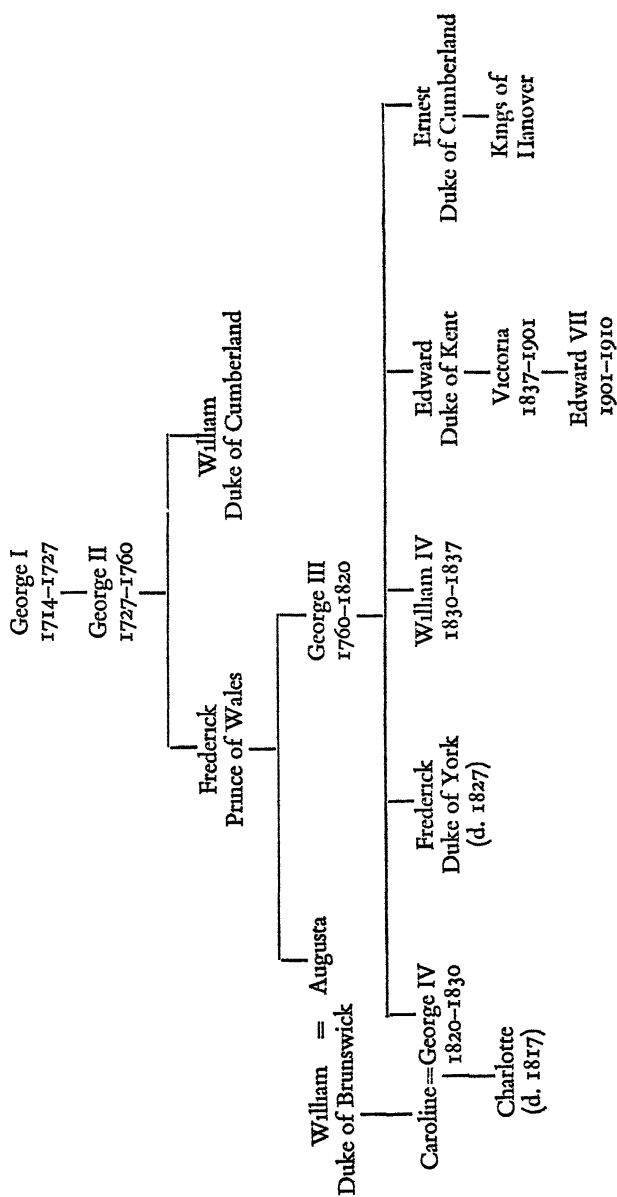 George I
1714–1727
George II
1727–1760
Frederick
Prince of Wales
William
Duke of Cumberland
William = Augusta
Duke of Brunswick
George III
1760–1820
Caroline=George IV
1820–1830
Frederick
Duke of York
(d. 1827)
William IV
1830–1837
Edward
Duke of Kent
Ernest
Duke of Cumberland
Charlotte
(d. 1817)
Victoria
1837–1901
Kings of
Hanover
Edward VII
1901–1910